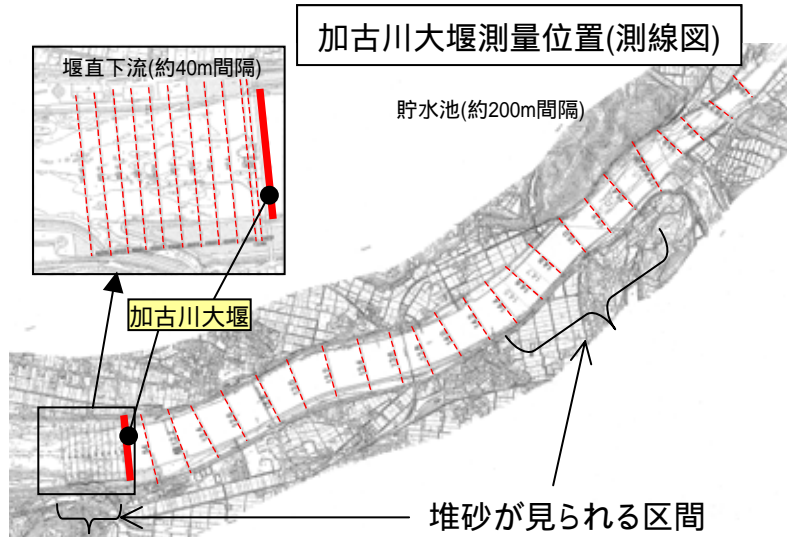 加古川大堰測量位置(測線図)
堰直下流(約40m間隔)
貯水池(約200m間隔)
加古川大堰
堆砂が見られる区間